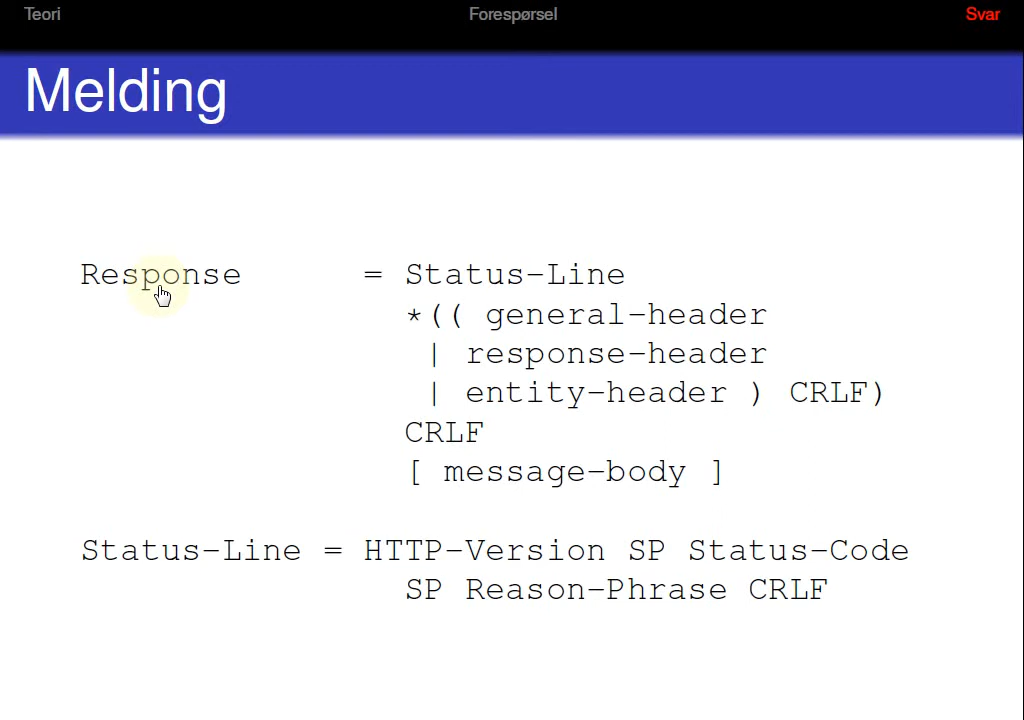 Teori Forespørsel Svar
Melding
Response = Status-Line
*(( general-header
| response-header
| entity-header ) CRLF)
CRLF
[ message-body ]
Status-Line = HTTP-Version SP Status-Code
SP Reason-Phrase CRLF